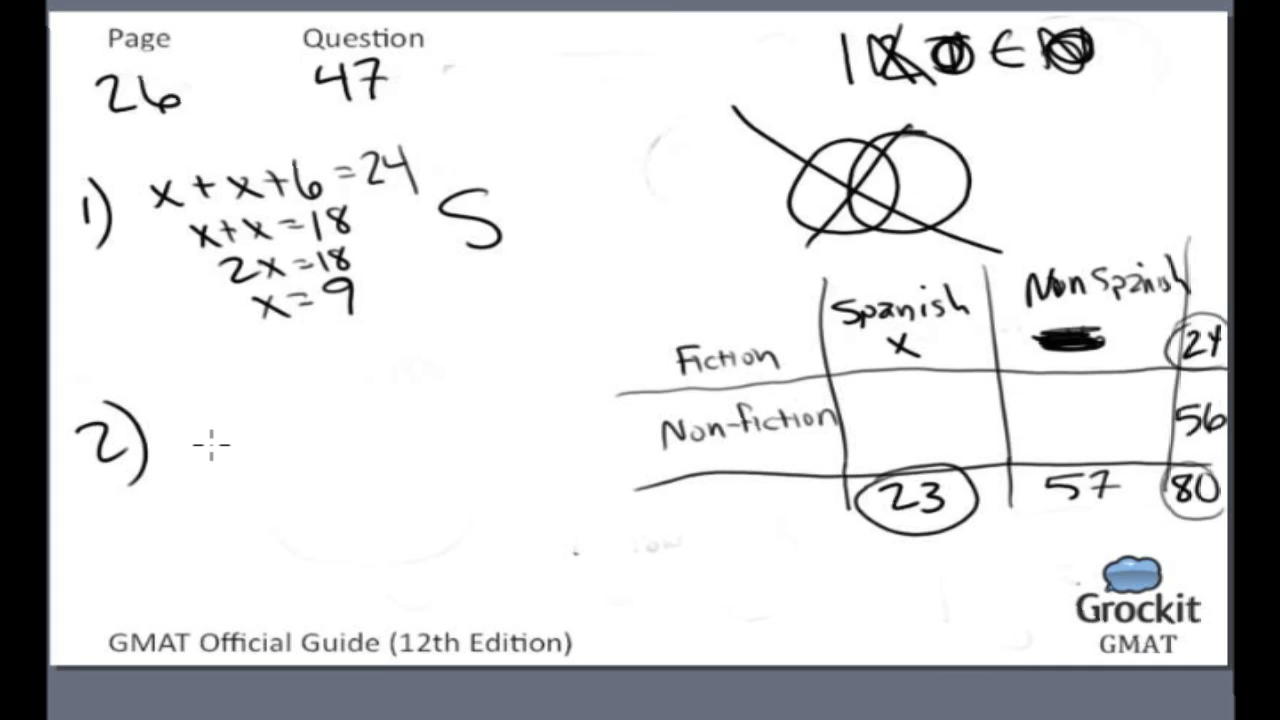 Page Question
26 47
1) x + x + 6 = 24
x + x = 18
2x = 18
x = 9
S
2)
1 E
Spanish Non Spanish
Fiction x 24
Non-fiction 56
23 57 80
Grockit
GMAT
GMAT Official Guide (12th Edition)